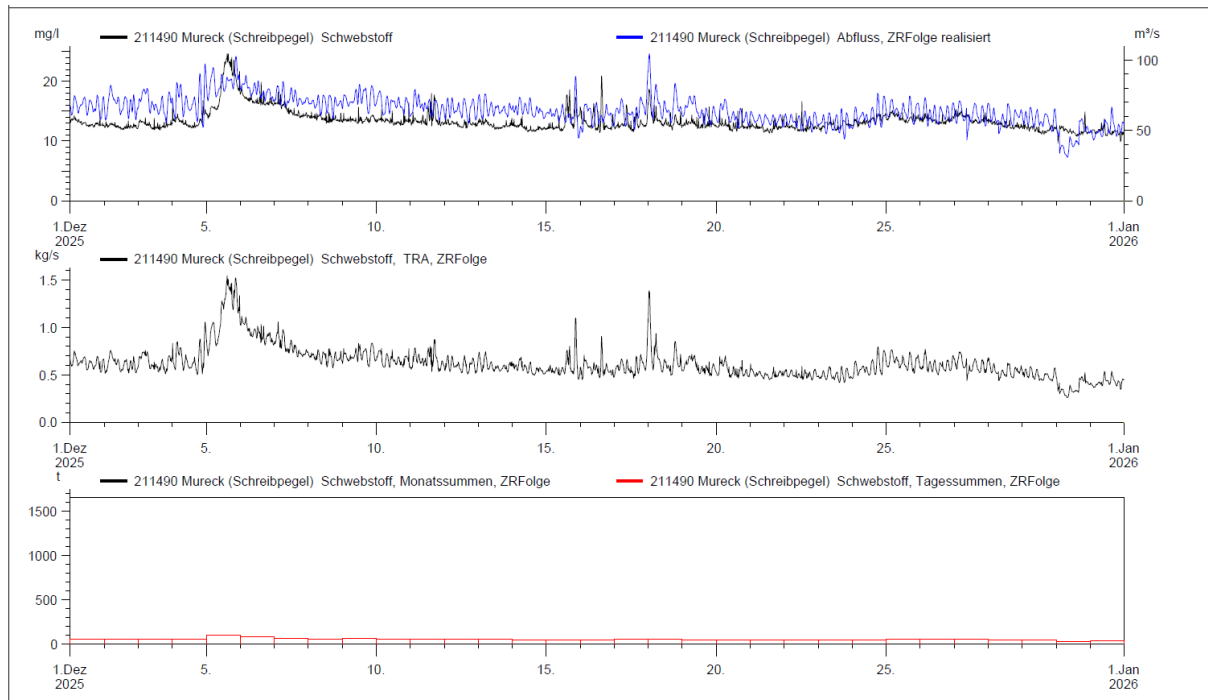 mg/l
211490 Mureck (Schreibpegel) Schwebstoff
211490 Mureck (Schreibpegel) Abfluss, ZRFolge realisiert
m³/s
20
10
0
100
50
0
1.Dez
2025
5.
10.
15.
20.
25.
1.Jan
2026
kg/s
211490 Mureck (Schreibpegel) Schwebstoff, TRA, ZRFolge
1.5
1.0
0.5
0.0
1.Dez
2025
5.
10.
15.
20.
25.
1.Jan
2026
t
211490 Mureck (Schreibpegel) Schwebstoff, Monatssummen, ZRFolge
211490 Mureck (Schreibpegel) Schwebstoff, Tagessummen, ZRFolge
1500
1000
500
0
1.Dez
2025
5.
10.
15.
20.
25.
1.Jan
2026